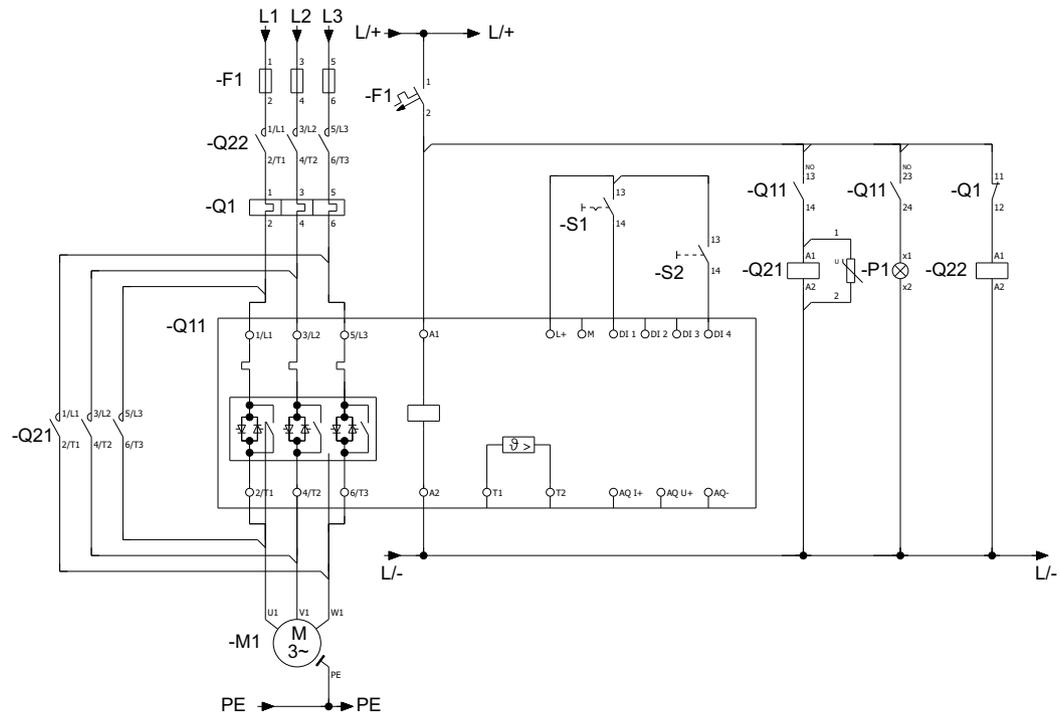 L1 L2 L3
L/+ L/+
-F1
1 3 5
2 4 6
-F1
1
2
-Q22
1/L1 3/L2 5/L3
2/T1 4/T2 6/T3
-Q1
1 3 5
2 4 6
-S1
13
14
-S2
13
14
-Q11
NO
13
14
-Q11
NO
23
24
-Q1
11
12
-Q21
A1
A2
1
U
2
-P1
x1
x2
-Q22
A1
A2
-Q11
1/L1 3/L2 5/L3 A1 L+ M DI 1 DI 2 DI 3 DI 4
-Q21
1/L1 3/L2 5/L3
2/T1 4/T2 6/T3
ϑ >
2/T1 4/T2 6/T3 A2 T1 T2 AQ I+ AQ U+ AQ-
L/- L/-
U1 V1 W1
-M1
M
3~
PE
PE PE